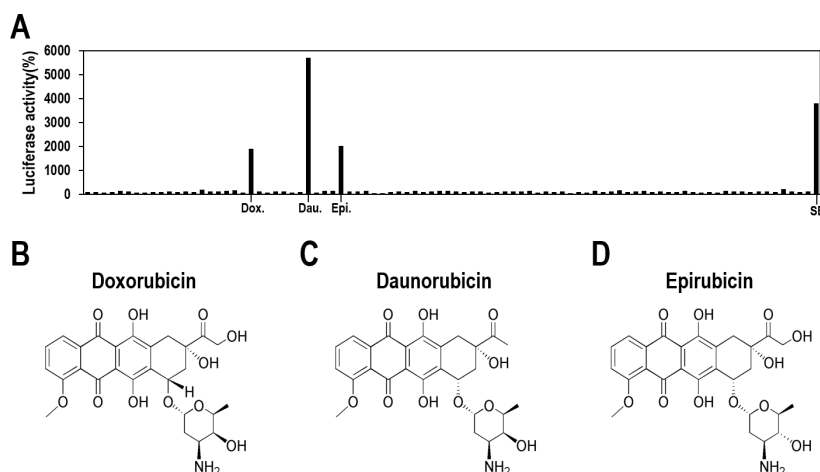 A
Luciferase activity(%)
6000
5000
4000
3000
2000
1000
0
Dox.
Dau.
Epi.
B
Doxorubicin
O
OH
O
OH
OH
O
O
OH
O
H
O
OH
NH2
C
Daunorubicin
O
OH
O
OH
O
O
OH
O
O
OH
NH2
D
Epirubicin
O
OH
O
OH
OH
O
O
OH
O
O
OH
NH2